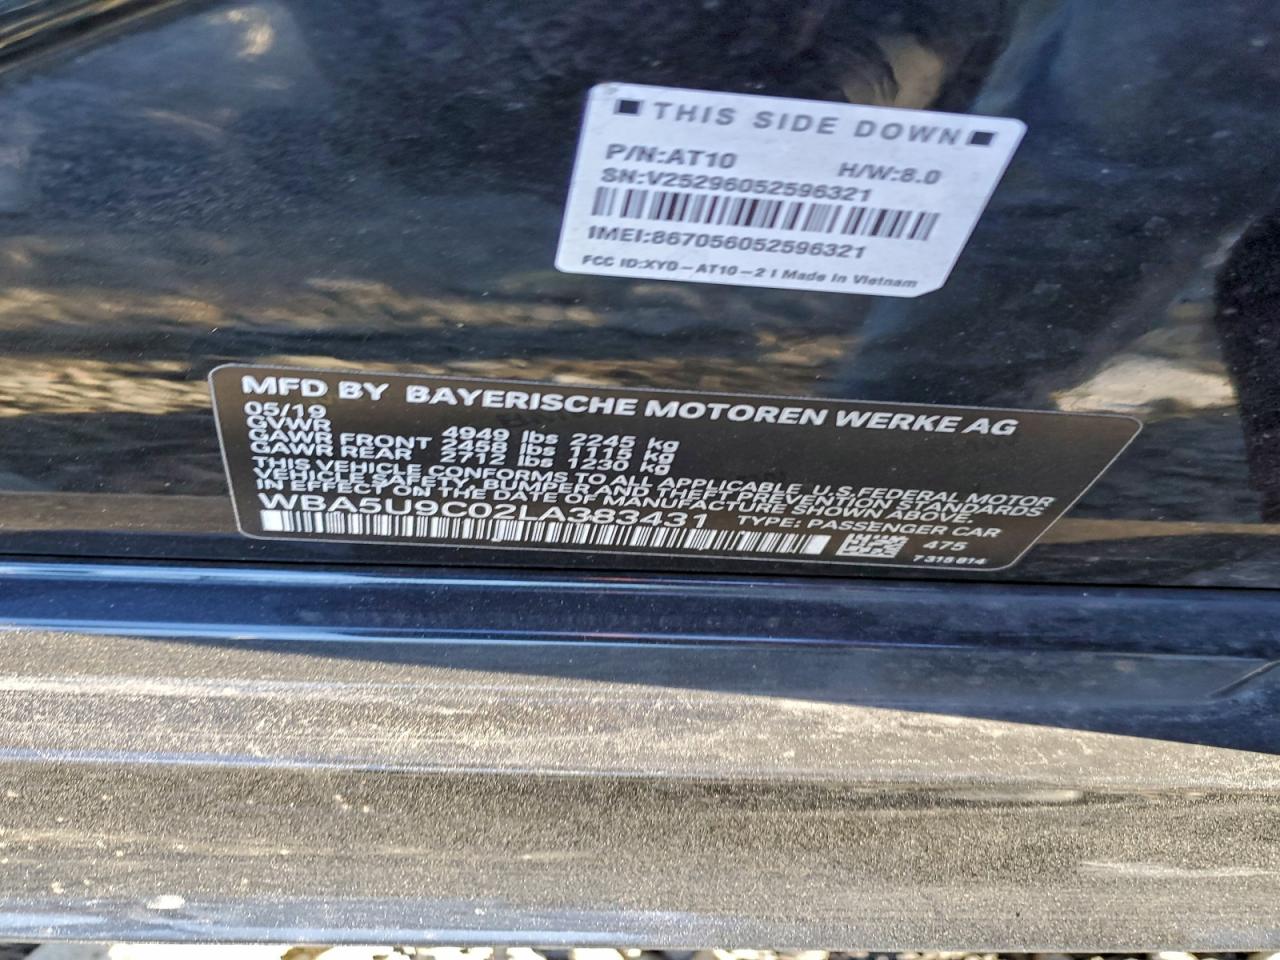 THIS SIDE DOWN
P/N:AT10 H/W:8.0
SN:V25296052596321
IMEI:867056052596321
FCC ID:XYD-AT10-2 I Made in Vietnam
MFD BY BAYERISCHE MOTOREN WERKE AG
05/19
GVWR 4949 lbs 2245 kg
GAWR FRONT 2458 lbs 1115 kg
GAWR REAR 2712 lbs 1230 kg
THIS VEHICLE CONFORMS TO ALL APPLICABLE U.S.FEDERAL MOTOR
VEHICLE SAFETY, BUMPER AND THEFT PREVENTION STANDARDS
IN EFFECT ON THE DATE OF MANUFACTURE SHOWN ABOVE.
WBA5U9C02LA383431 TYPE: PASSENGER CAR
475
7 315 614